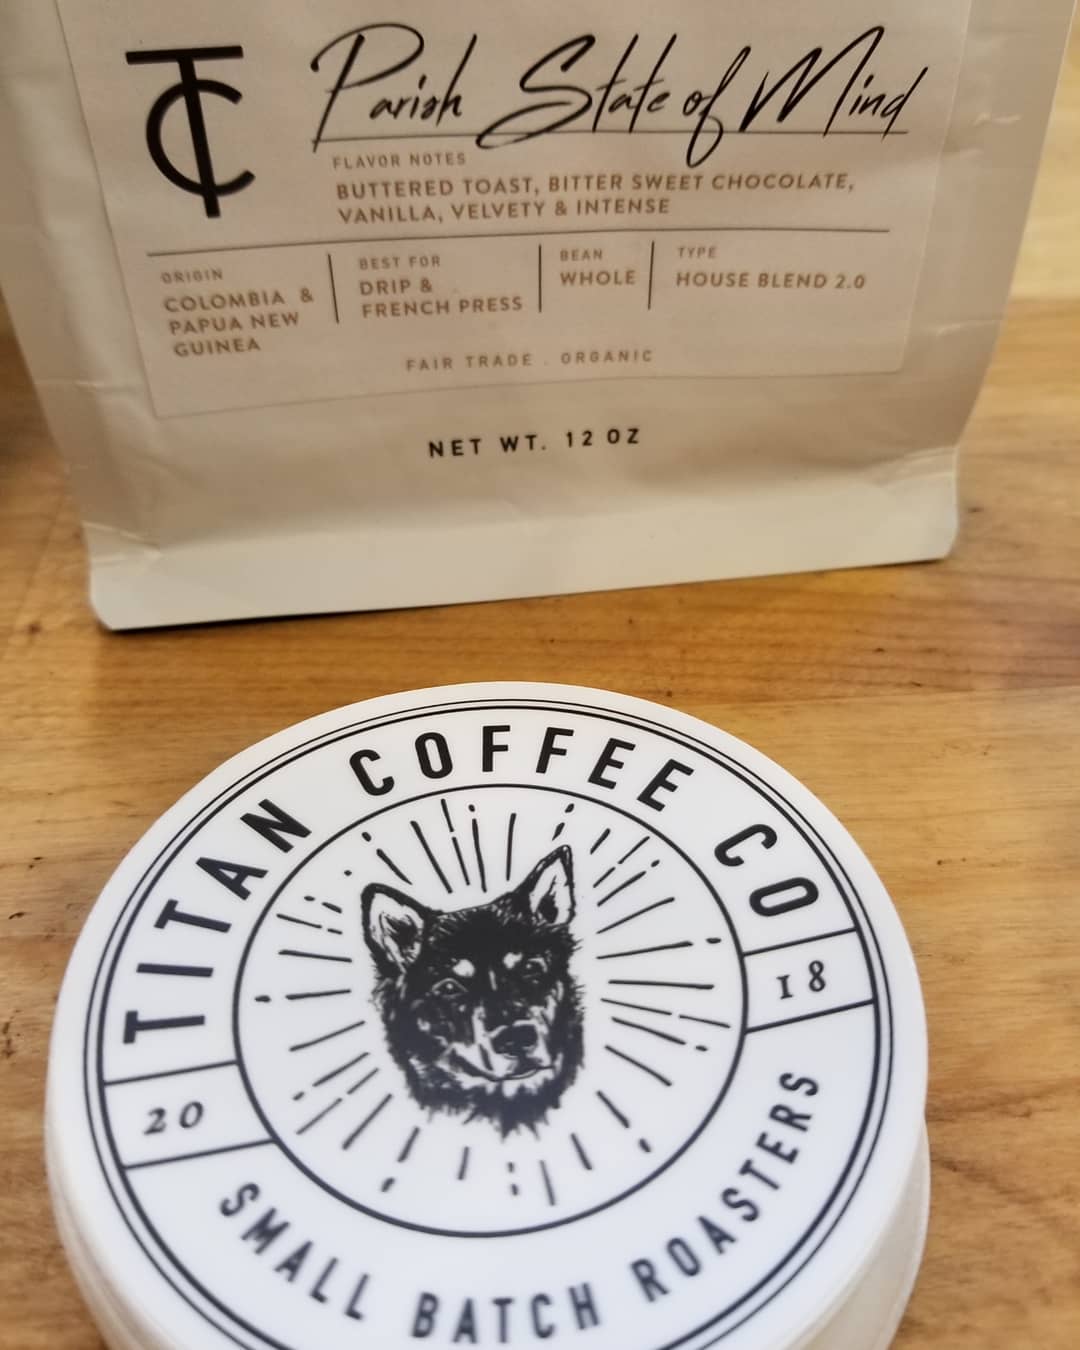 TC
Parish State of Mind
FLAVOR NOTES
BUTTERED TOAST, BITTER SWEET CHOCOLATE,
VANILLA, VELVETY & INTENSE
ORIGIN
COLOMBIA &
PAPUA NEW
GUINEA
BEST FOR
DRIP &
FRENCH PRESS
BEAN
WHOLE
TYPE
HOUSE BLEND 2.0
FAIR TRADE . ORGANIC
NET WT. 12 OZ
TITAN COFFEE CO
20 18
SMALL BATCH ROASTERS